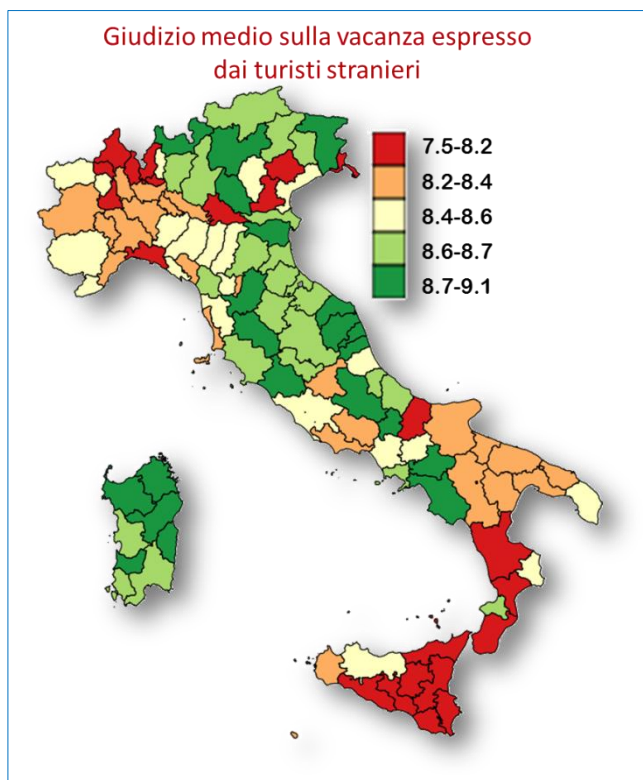 Giudizio medio sulla vacanza espresso
dai turisti stranieri
7.5-8.2
8.2-8.4
8.4-8.6
8.6-8.7
8.7-9.1